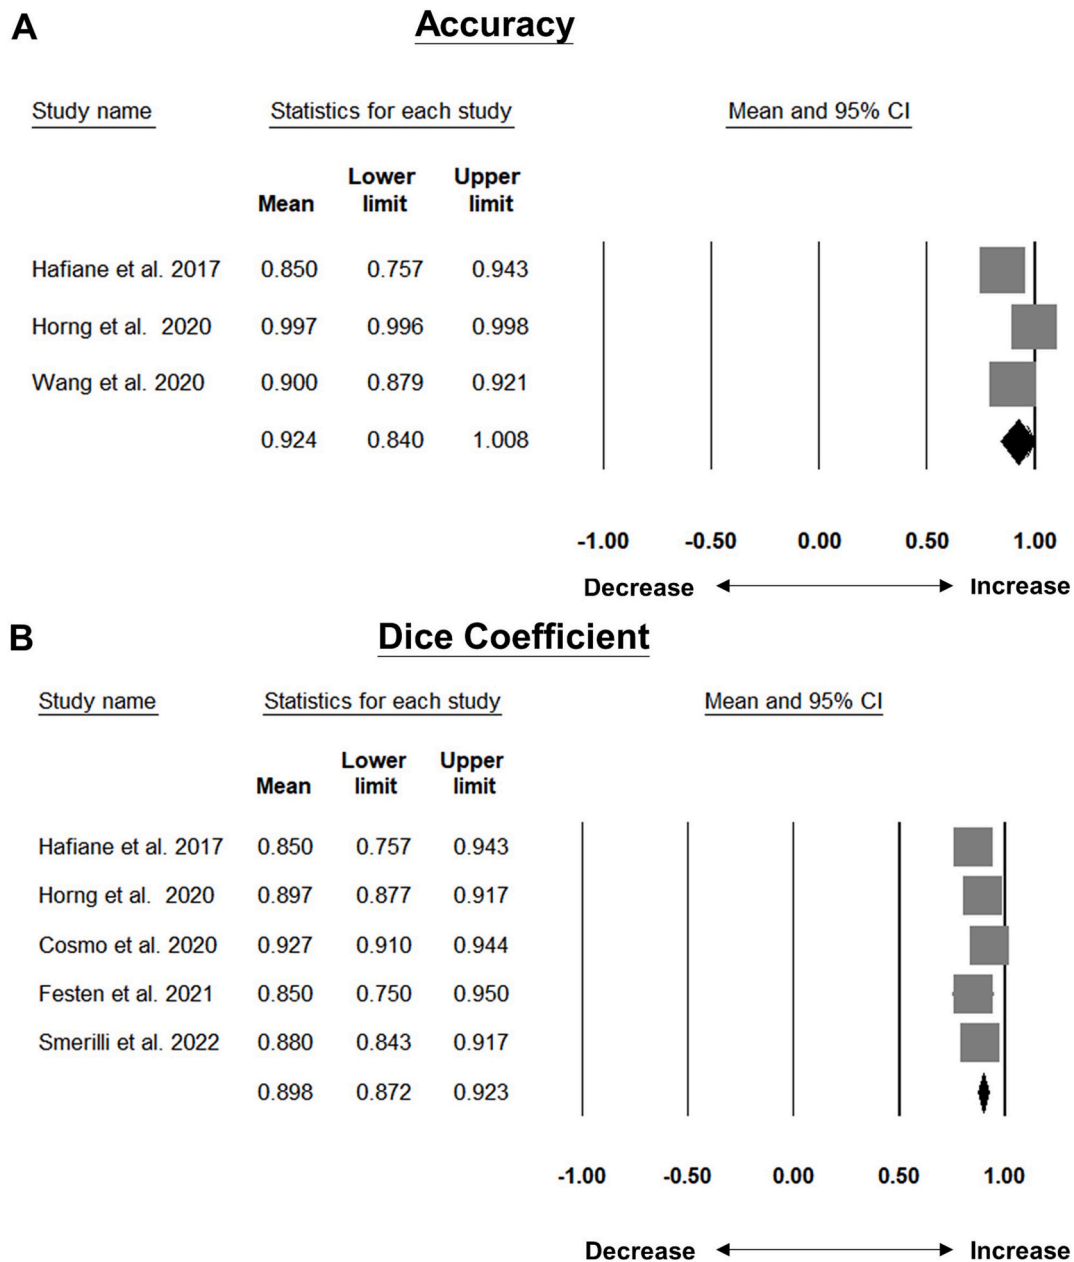 A
Accuracy
Study name Statistics for each study Mean and 95% CI
Lower Upper
Mean limit limit
Hafiane et al. 2017 0.850 0.757 0.943
Horng et al. 2020 0.997 0.996 0.998
Wang et al. 2020 0.900 0.879 0.921
0.924 0.840 1.008
-1.00 -0.50 0.00 0.50 1.00
Decrease Increase
B
Dice Coefficient
Study name Statistics for each study Mean and 95% CI
Lower Upper
Mean limit limit
Hafiane et al. 2017 0.850 0.757 0.943
Horng et al. 2020 0.897 0.877 0.917
Cosmo et al. 2020 0.927 0.910 0.944
Festen et al. 2021 0.850 0.750 0.950
Smerilli et al. 2022 0.880 0.843 0.917
0.898 0.872 0.923
-1.00 -0.50 0.00 0.50 1.00
Decrease Increase